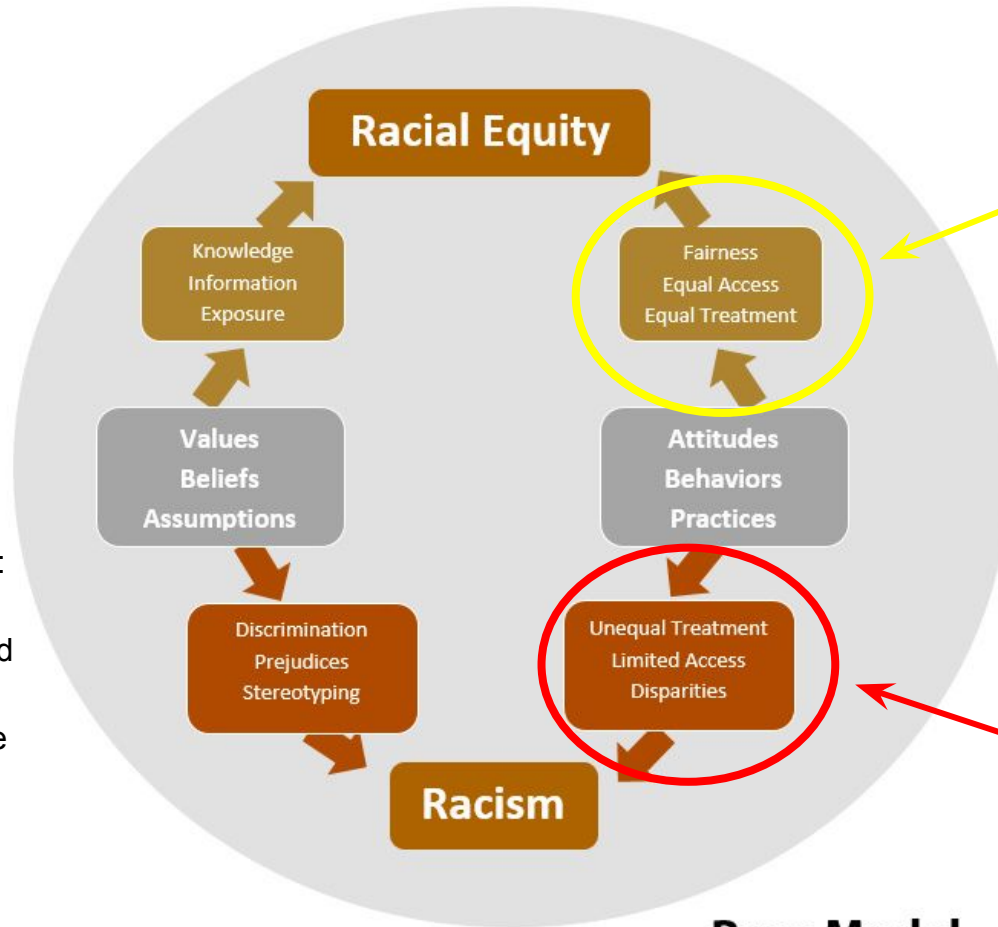 Racial Equity
Knowledge
Information
Exposure
Fairness
Equal Access
Equal Treatment
Values
Beliefs
Assumptions
Attitudes
Behaviors
Practices
Discrimination
Prejudices
Stereotyping
Unequal Treatment
Limited Access
Disparities
Racism